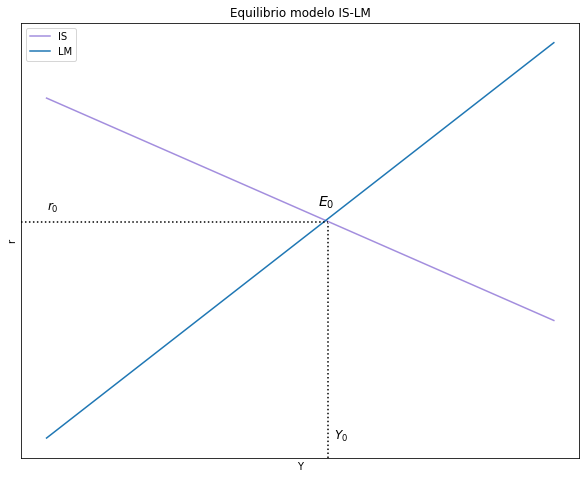 Equilibrio modelo IS-LM
IS
LM
E₀
r₀
r
Y₀
Y